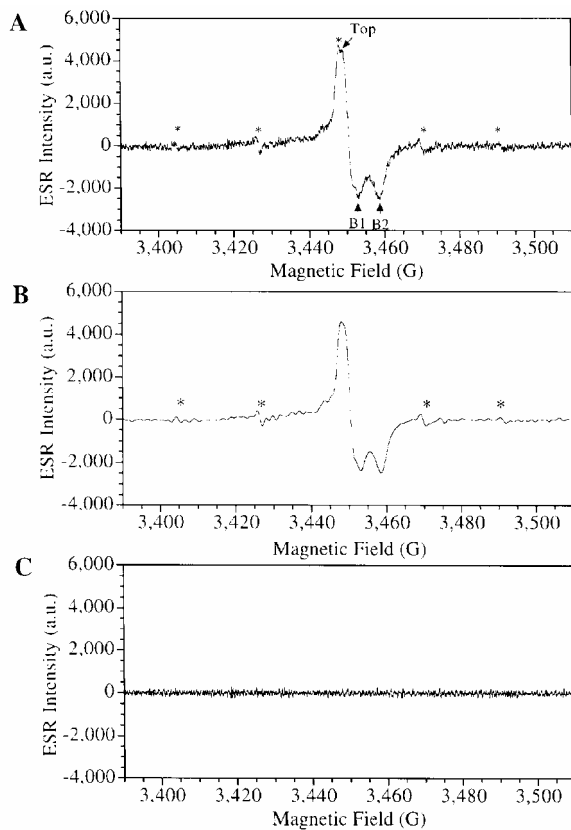 A
6,000
* Top
4,000
2,000
* * * *
0
-2,000
B1 B2
-4,000
3,400 3,420 3,440 3,460 3,480 3,500
Magnetic Field (G)
ESR Intensity (a.u.)
B
6,000
4,000
2,000
* * * *
0
-2,000
-4,000
3,400 3,420 3,440 3,460 3,480 3,500
Magnetic Field (G)
ESR Intensity (a.u.)
C
6,000
4,000
2,000
0
-2,000
-4,000
3,400 3,420 3,440 3,460 3,480 3,500
Magnetic Field (G)
ESR Intensity (a.u.)